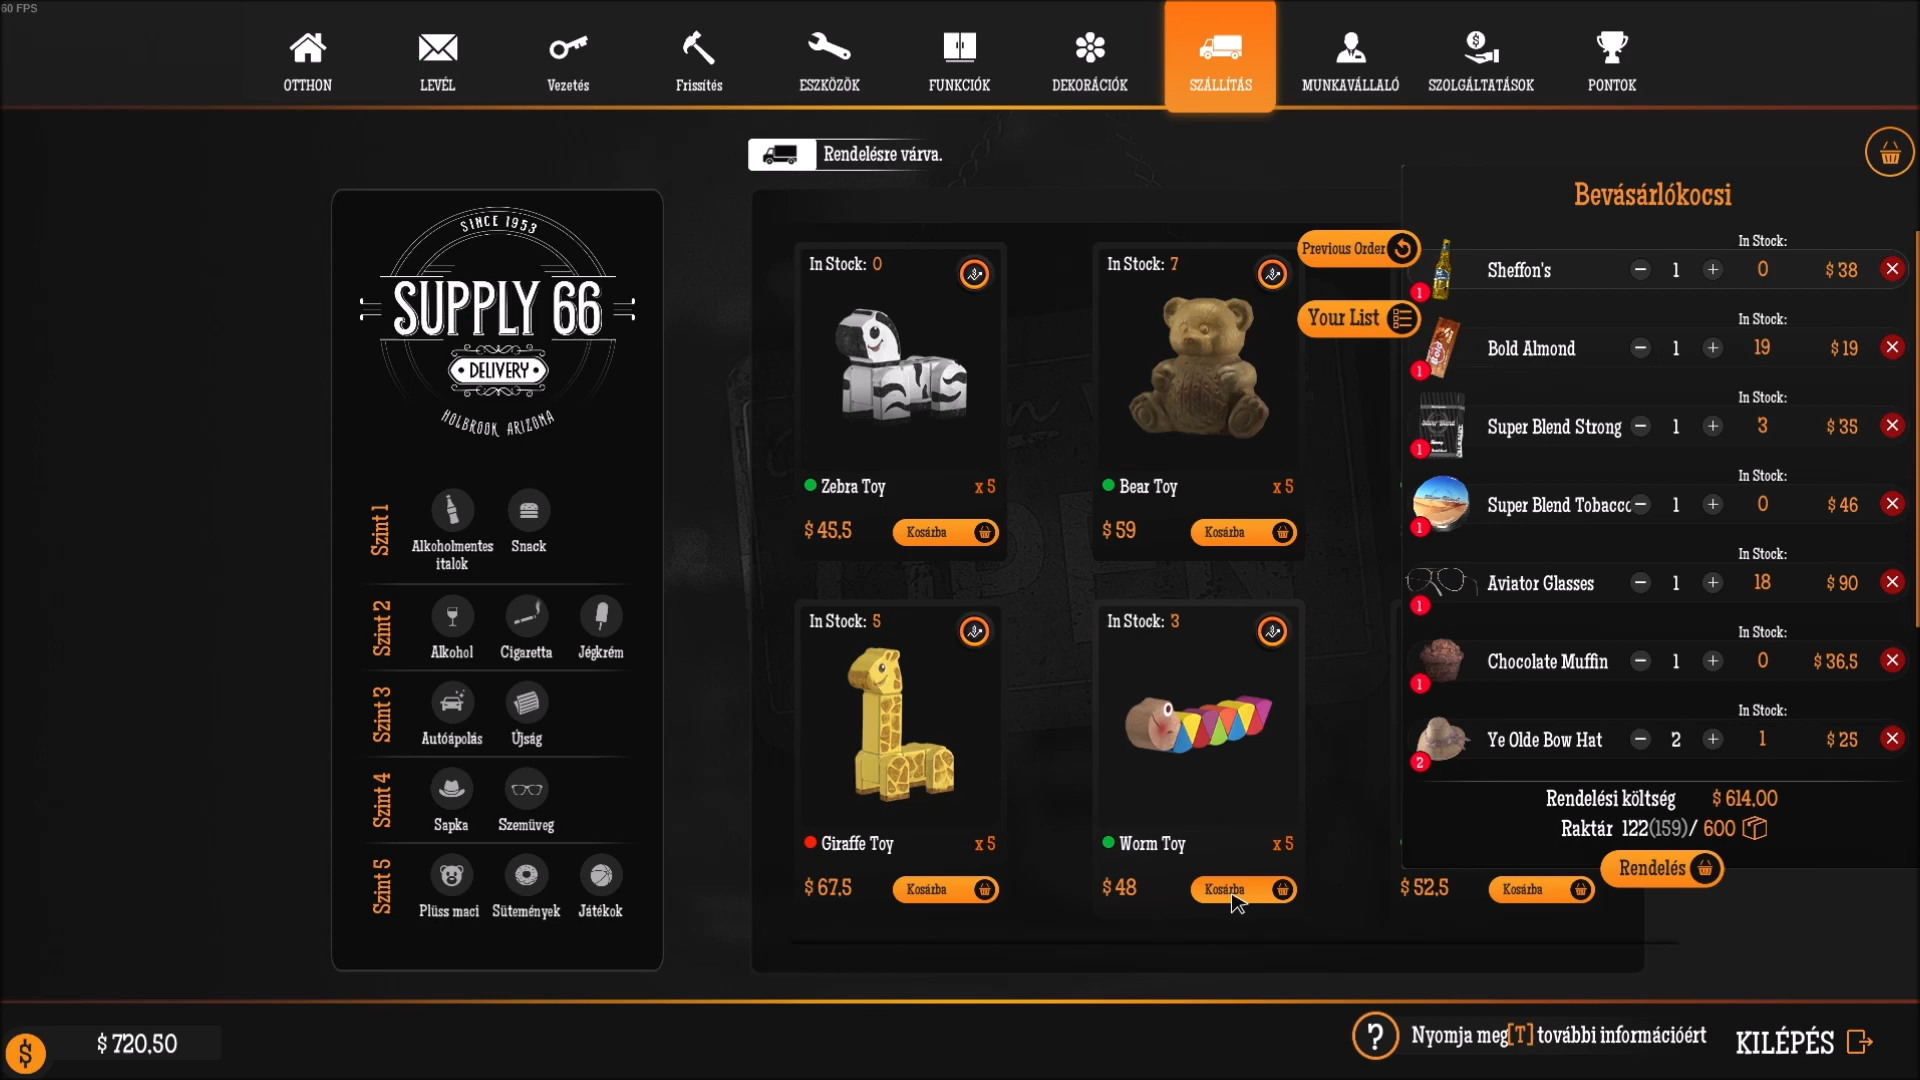 60 FPS
OTTHON
LEVÉL
Vezetés
Frissítés
ESZKÖZÖK
FUNKCIÓK
DEKORÁCIÓK
SZÁLLÍTÁS
MUNKAVÁLLALÓ
SZOLGÁLTATÁSOK
PONTOK
Rendelésre várva.
SINCE 1953
SUPPLY 66
DELIVERY
HOLBROOK ARIZONA
Szint 1
Alkoholmentes
italok
Snack
Szint 2
Alkohol
Cigaretta
Jégkrém
Szint 3
Autóápolás
Újság
Szint 4
Sapka
Szemüveg
Szint 5
Plüss maci
Sütemények
Játékok
In Stock: 0
Zebra Toy
x 5
$ 45,5
Kosárba
In Stock: 7
Bear Toy
x 5
$ 59
Kosárba
In Stock: 5
Giraffe Toy
x 5
$ 67,5
Kosárba
In Stock: 3
Worm Toy
x 5
$ 48
Kosárba
$ 52,5
Kosárba
Previous Order
Your List
Bevásárlókocsi
In Stock:
1 Sheffon's 1 0 $ 38
In Stock:
1 Bold Almond 1 19 $ 19
In Stock:
1 Super Blend Strong 1 3 $ 35
In Stock:
1 Super Blend Tobacco 1 0 $ 46
In Stock:
1 Aviator Glasses 1 18 $ 90
In Stock:
1 Chocolate Muffin 1 0 $ 36,5
In Stock:
2 Ye Olde Bow Hat 2 1 $ 25
Rendelési költség $ 614,00
Raktár 122(159)/ 600
Rendelés
$ 720,50
Nyomja meg[T] további információért
KILÉPÉS